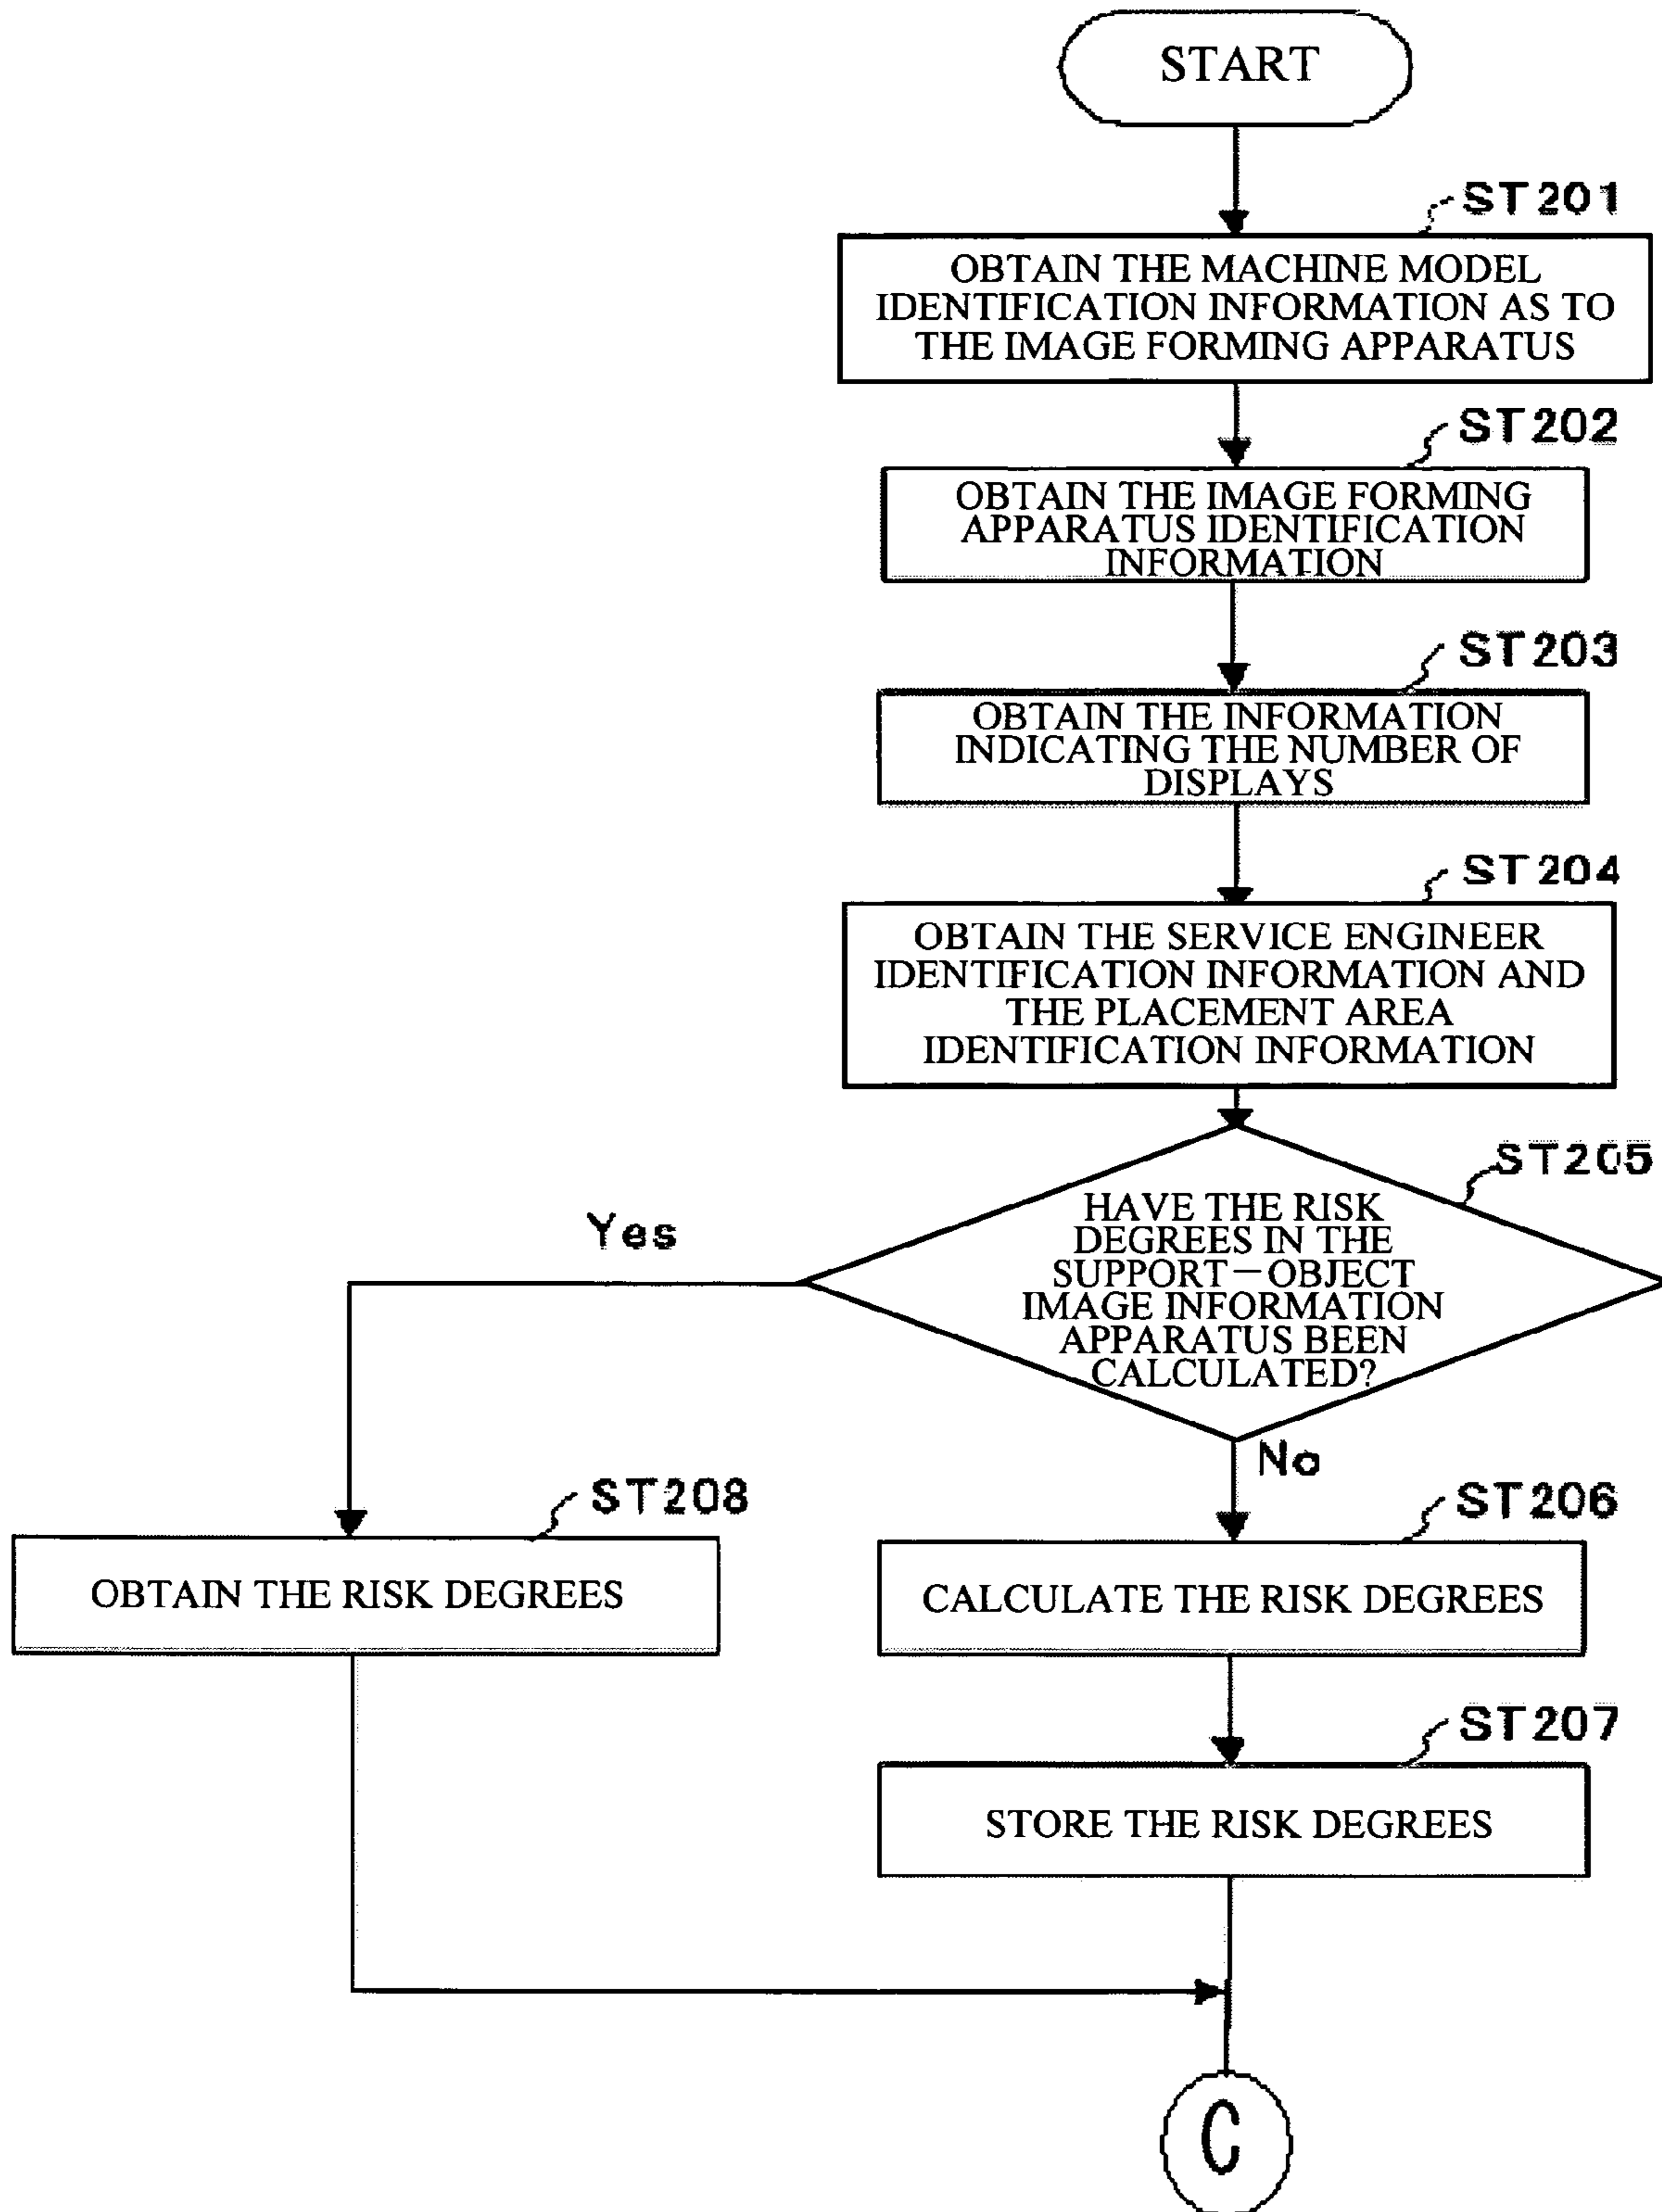 START
ST201
OBTAIN THE MACHINE MODEL
IDENTIFICATION INFORMATION AS TO
THE IMAGE FORMING APPARATUS
ST202
OBTAIN THE IMAGE FORMING
APPARATUS IDENTIFICATION
INFORMATION
ST203
OBTAIN THE INFORMATION
INDICATING THE NUMBER OF
DISPLAYS
ST204
OBTAIN THE SERVICE ENGINEER
IDENTIFICATION INFORMATION AND
THE PLACEMENT AREA
IDENTIFICATION INFORMATION
ST205
HAVE THE RISK
DEGREES IN THE
SUPPORT—OBJECT
IMAGE INFORMATION
APPARATUS BEEN
CALCULATED?
Yes
No
ST208
OBTAIN THE RISK DEGREES
ST206
CALCULATE THE RISK DEGREES
ST207
STORE THE RISK DEGREES
C